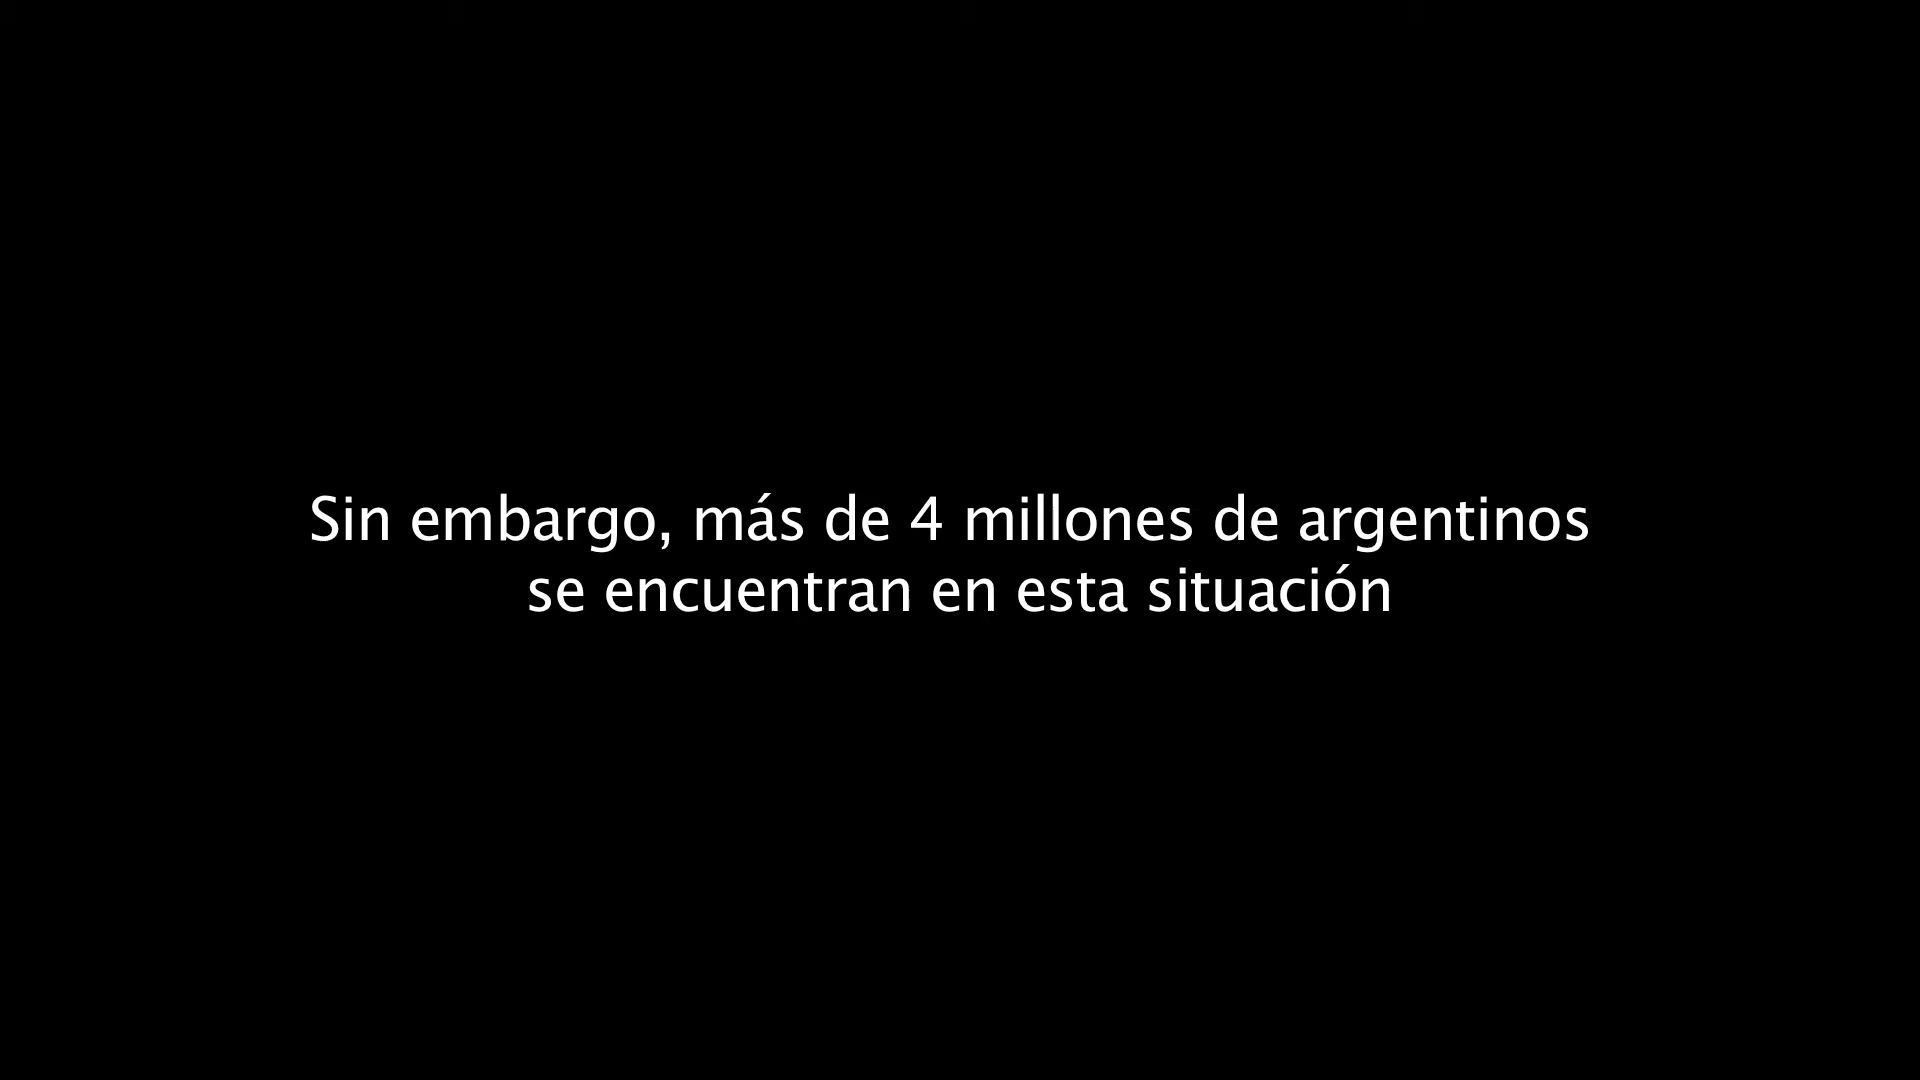 Sin embargo, más de 4 millones de argentinos
se encuentran en esta situación